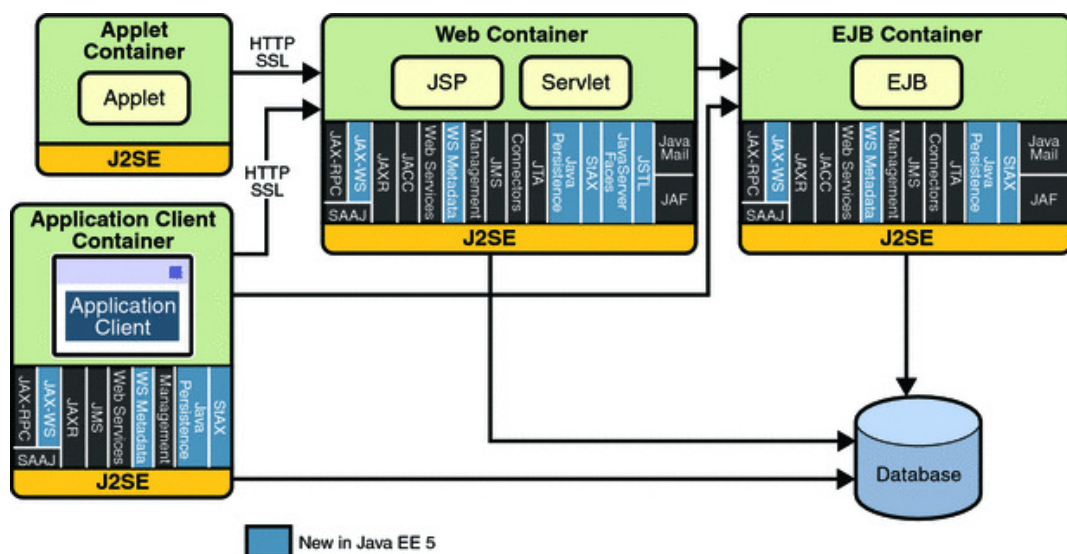 Applet
Container
Applet
J2SE
HTTP
SSL
HTTP
SSL
Web Container
JSP
Servlet
JAX-RPC
JAX-WS
SAAJ
JAXR
JACC
Web Services
WS Metadata
Management
JMS
Connectors
JTA
Java
Persistence
StAX
JavaServer
Faces
JSTL
Java
Mail
JAF
J2SE
EJB Container
EJB
JAX-RPC
JAX-WS
SAAJ
JAXR
JACC
Web Services
WS Metadata
Management
JMS
Connectors
JTA
Java
Persistence
StAX
Java
Mail
JAF
J2SE
Application Client
Container
Application
Client
JAX-RPC
JAX-WS
SAAJ
JAXR
JMS
Web Services
WS Metadata
Management
Java
Persistence
StAX
J2SE
Database
New in Java EE 5